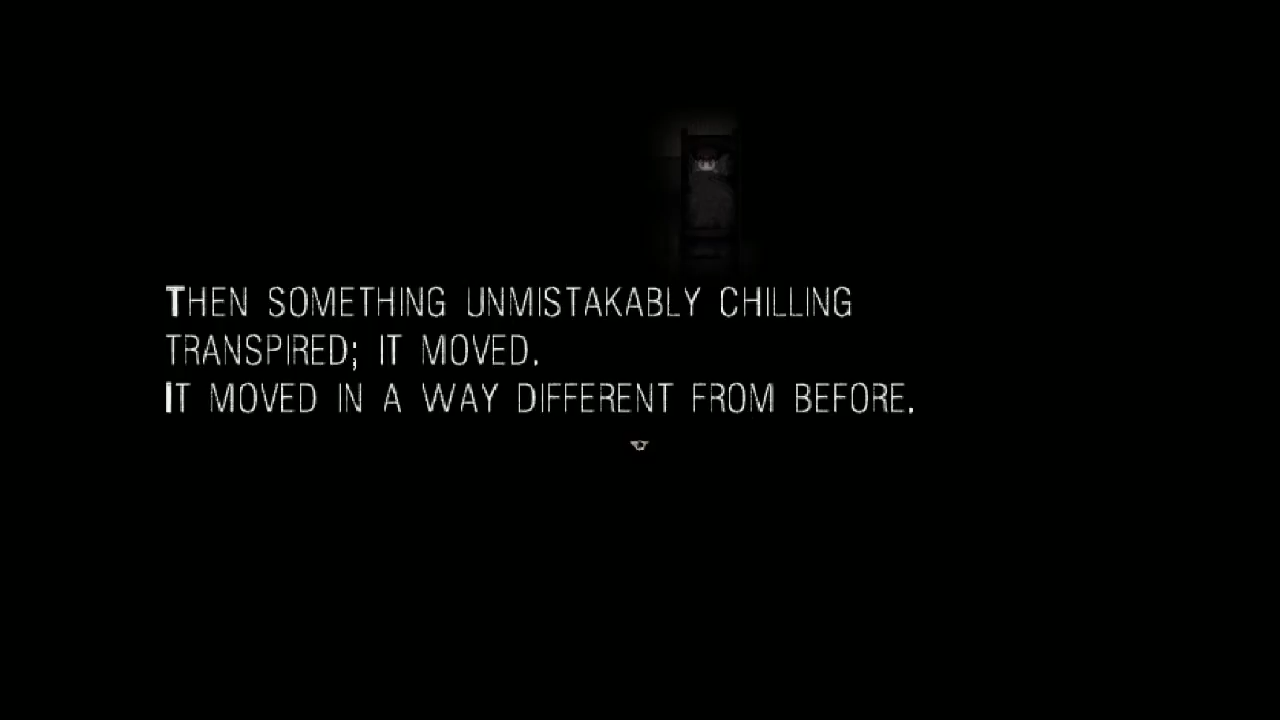 THEN SOMETHING UNMISTAKABLY CHILLING
TRANSPIRED; IT MOVED.
IT MOVED IN A WAY DIFFERENT FROM BEFORE.